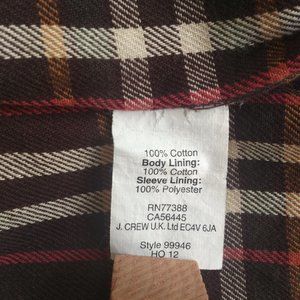 100% Cotton
Body Lining:
100% Cotton
Sleeve Lining:
100% Polyester
RN77388
CA56445
J. CREW U.K. Ltd EC4V 6JA
Style 99946
HO 12